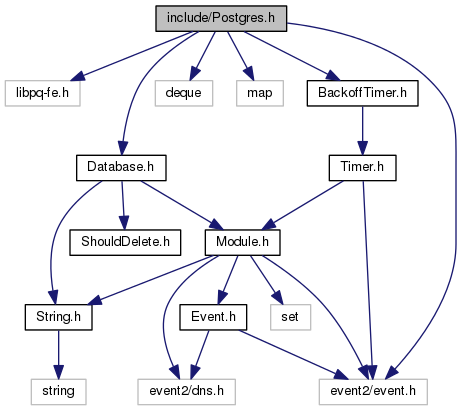 include/Postgres.h
libpq-fe.h
deque
map
BackoffTimer.h
Database.h
Timer.h
ShouldDelete.h
Module.h
String.h
Event.h
set
string
event2/dns.h
event2/event.h